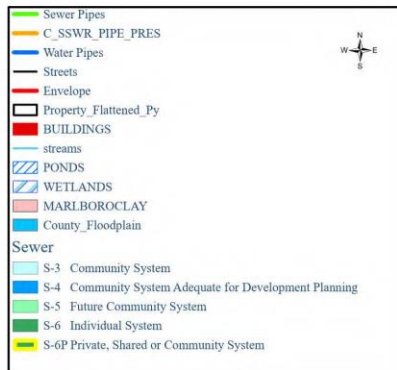 Sewer Pipes
C_SSWR_PIPE_PRES
Water Pipes
Streets
Envelope
Property_Flattened_Py
BUILDINGS
streams
PONDS
WETLANDS
MARLBOROCLAY
County_Floodplain
Sewer
S-3 Community System
S-4 Community System Adequate for Development Planning
S-5 Future Community System
S-6 Individual System
S-6P Private, Shared or Community System
N
W E
S